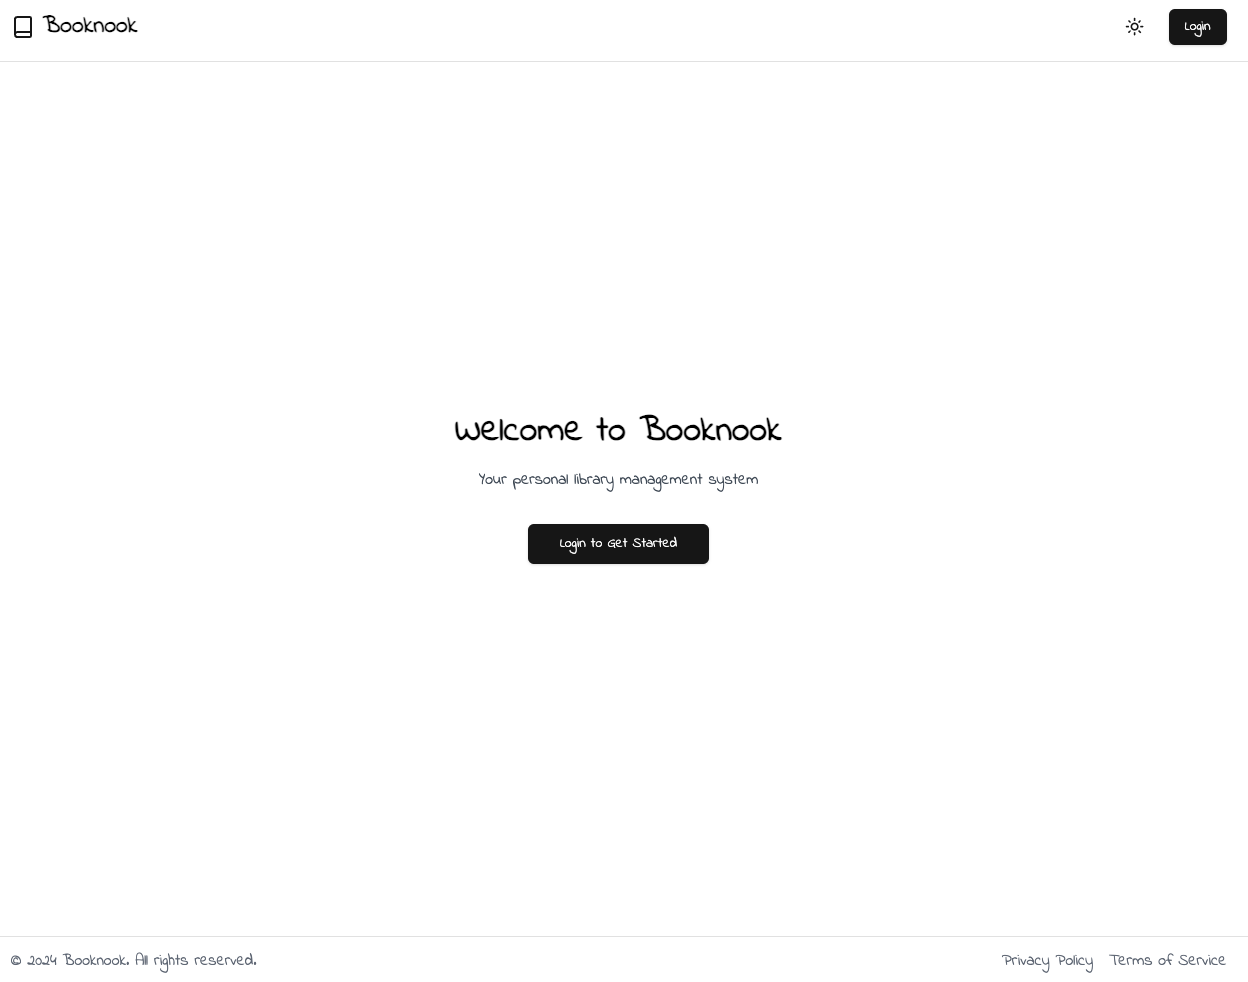 Booknook
Login
Welcome to Booknook
Your personal library management system
Login to Get Started
© 2024 Booknook. All rights reserved.
Privacy Policy Terms of Service